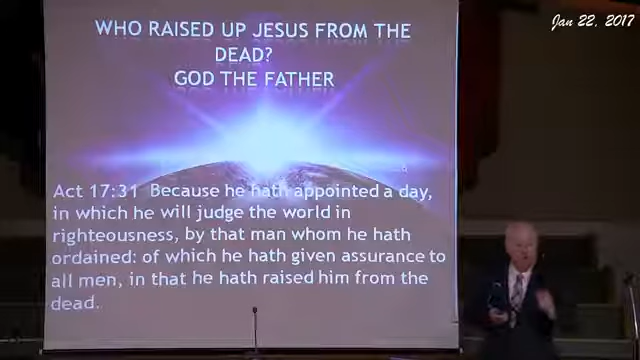 Jan 22, 2017
WHO RAISED UP JESUS FROM THE
DEAD?
GOD THE FATHER
Act 17:31 Because he hath appointed a day,
in which he will judge the world in
righteousness, by that man whom he hath
ordained: of which he hath given assurance to
all men, in that he hath raised him from the
dead.